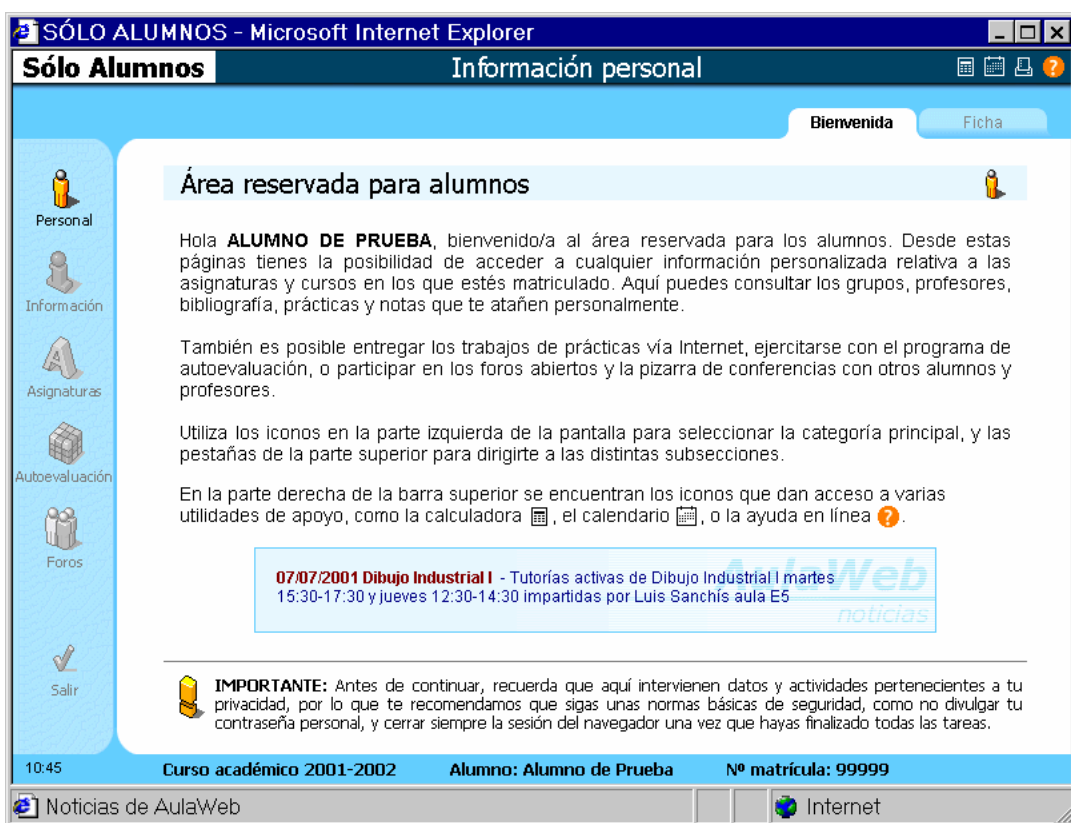 SÓLO ALUMNOS - Microsoft Internet Explorer
Sólo Alumnos
Información personal
Bienvenida
Ficha
Personal
Información
Asignaturas
Autoevaluación
Foros
Salir
Área reservada para alumnos
Hola ALUMNO DE PRUEBA, bienvenido/a al área reservada para los alumnos. Desde estas
páginas tienes la posibilidad de acceder a cualquier información personalizada relativa a las
asignaturas y cursos en los que estés matriculado. Aquí puedes consultar los grupos, profesores,
bibliografía, prácticas y notas que te atañen personalmente.
También es posible entregar los trabajos de prácticas vía Internet, ejercitarse con el programa de
autoevaluación, o participar en los foros abiertos y la pizarra de conferencias con otros alumnos y
profesores.
Utiliza los iconos en la parte izquierda de la pantalla para seleccionar la categoría principal, y las
pestañas de la parte superior para dirigirte a las distintas subsecciones.
En la parte derecha de la barra superior se encuentran los iconos que dan acceso a varias
utilidades de apoyo, como la calculadora , el calendario , o la ayuda en línea ? .
AulaWeb
noticias
07/07/2001 Dibujo Industrial I - Tutorías activas de Dibujo Industrial I martes
15:30-17:30 y jueves 12:30-14:30 impartidas por Luis Sanchís aula E5
IMPORTANTE: Antes de continuar, recuerda que aquí intervienen datos y actividades pertenecientes a tu
privacidad, por lo que te recomendamos que sigas unas normas básicas de seguridad, como no divulgar tu
contraseña personal, y cerrar siempre la sesión del navegador una vez que hayas finalizado todas las tareas.
10:45
Curso académico 2001-2002
Alumno: Alumno de Prueba
Nº matrícula: 99999
Noticias de AulaWeb
Internet